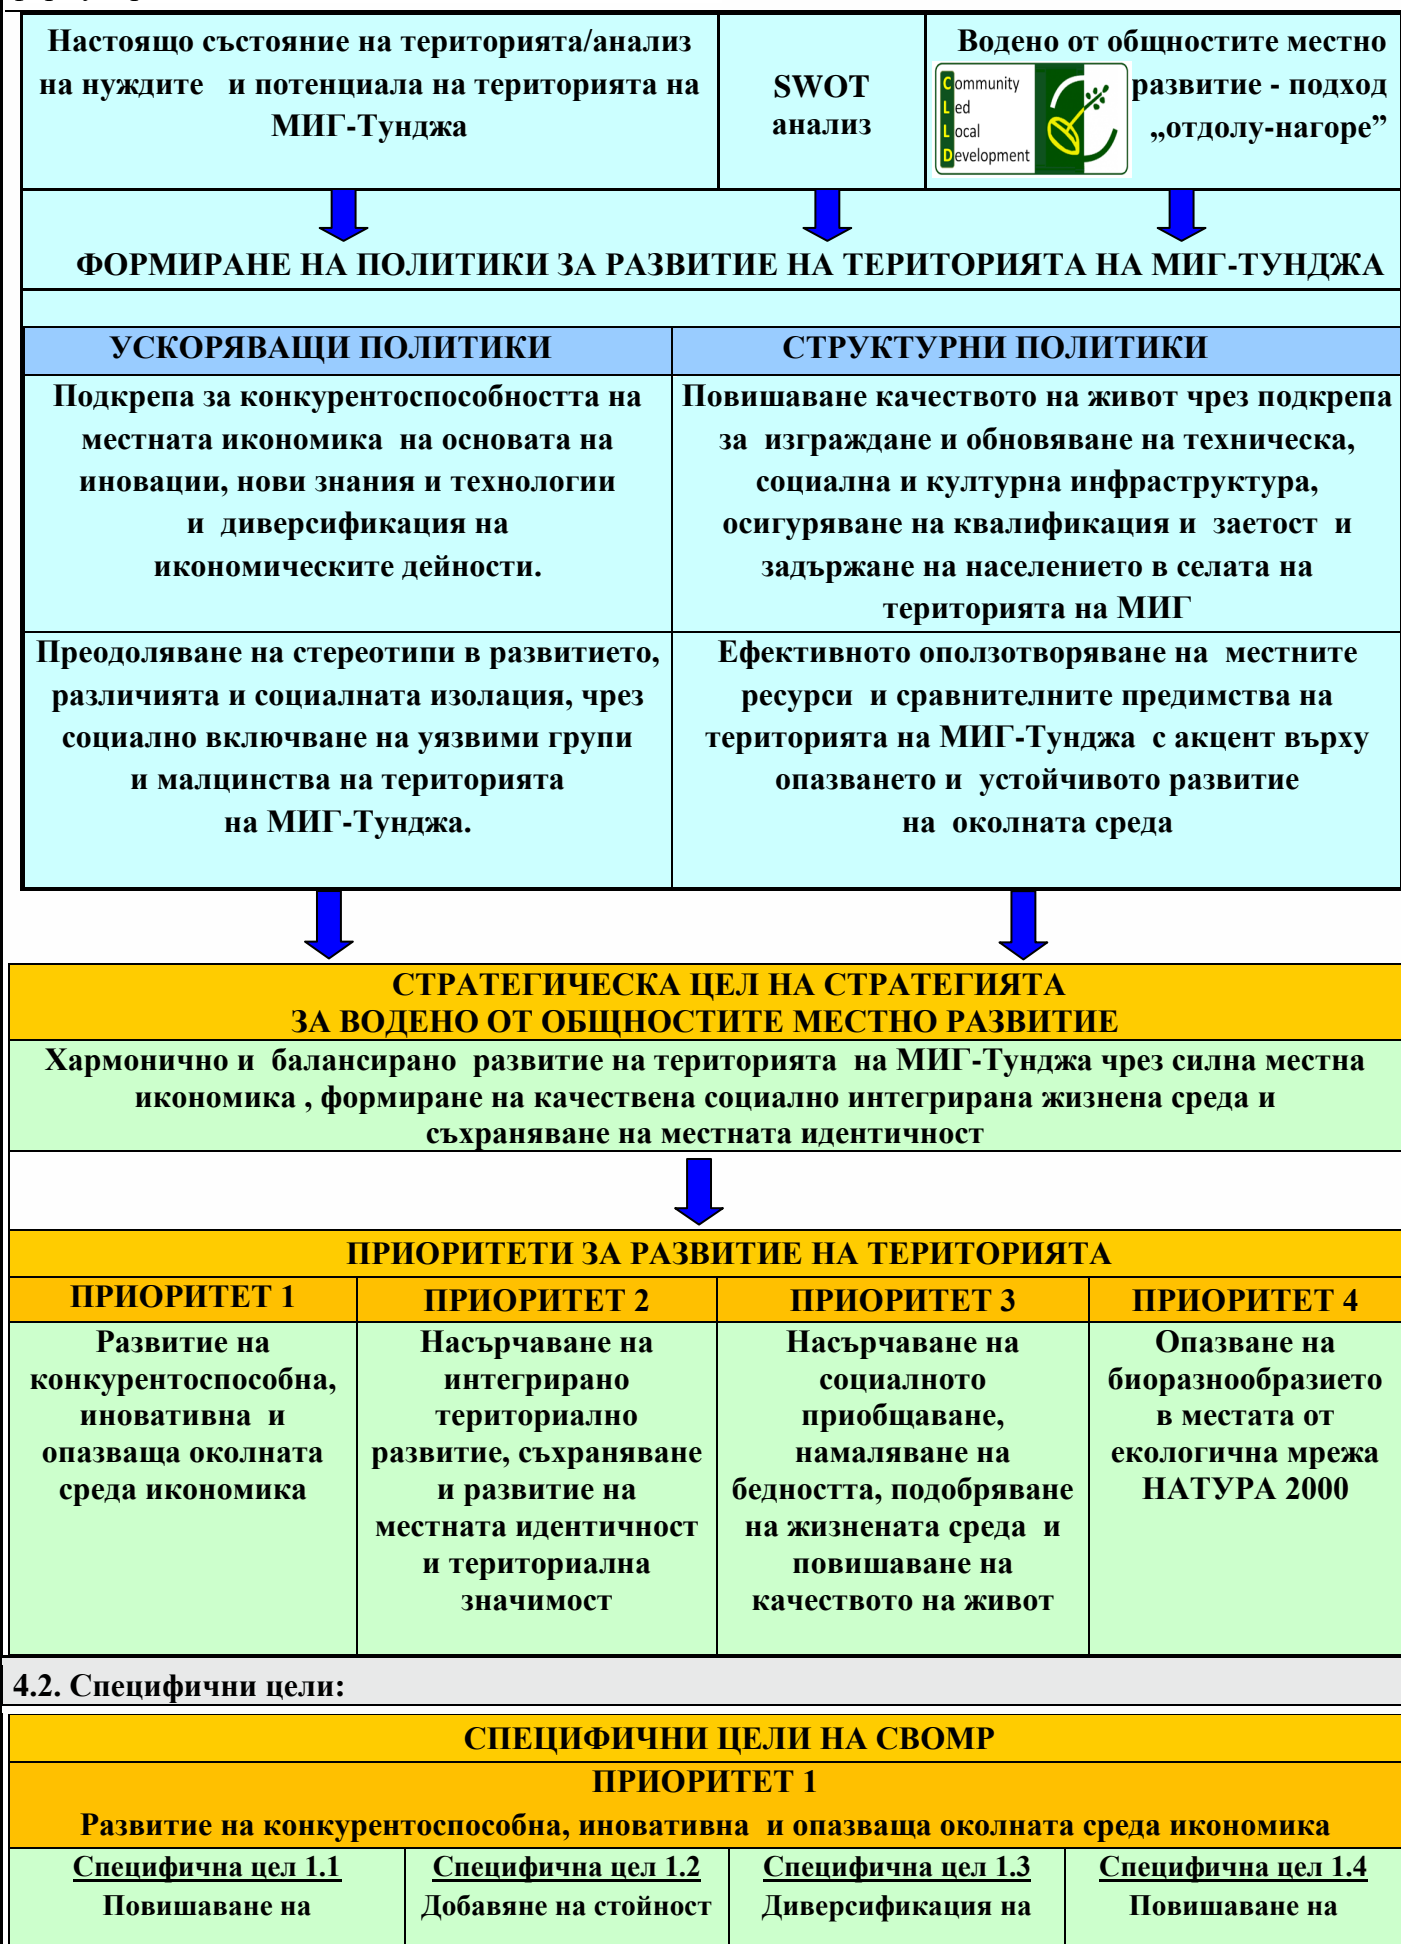 Настоящо състояние на територията/анализ
на нуждите и потенциала на територията на
МИГ-Тунджа
SWOT
анализ
Водено от общностите местно
развитие - подход
„отдолу-нагоре”
Community
Led
Local
Development
ФОРМИРАНЕ НА ПОЛИТИКИ ЗА РАЗВИТИЕ НА ТЕРИТОРИЯТА НА МИГ-ТУНДЖА
УСКОРЯВАЩИ ПОЛИТИКИ
СТРУКТУРНИ ПОЛИТИКИ
Подкрепа за конкурентоспособността на
местната икономика на основата на
иновации, нови знания и технологии
и диверсификация на
икономическите дейности.
Повишаване качеството на живот чрез подкрепа
за изграждане и обновяване на техническа,
социална и културна инфраструктура,
осигуряване на квалификация и заетост и
задържане на населението в селата на
територията на МИГ
Преодоляване на стереотипи в развитието,
различията и социалната изолация, чрез
социално включване на уязвими групи
и малцинства на територията
на МИГ-Тунджа.
Ефективното оползотворяване на местните
ресурси и сравнителните предимства на
територията на МИГ-Тунджа с акцент върху
опазването и устойчивото развитие
на околната среда
СТРАТЕГИЧЕСКА ЦЕЛ НА СТРАТЕГИЯТА
ЗА ВОДЕНО ОТ ОБЩНОСТИТЕ МЕСТНО РАЗВИТИЕ
Хармонично и балансирано развитие на територията на МИГ-Тунджа чрез силна местна
икономика , формиране на качествена социално интегрирана жизнена среда и
съхраняване на местната идентичност
ПРИОРИТЕТИ ЗА РАЗВИТИЕ НА ТЕРИТОРИЯТА
ПРИОРИТЕТ 1
ПРИОРИТЕТ 2
ПРИОРИТЕТ 3
ПРИОРИТЕТ 4
Развитие на
конкурентоспособна,
иновативна и
опазваща околната
среда икономика
Насърчаване на
интегрирано
териториално
развитие, съхраняване
и развитие на
местната идентичност
и териториална
значимост
Насърчаване на
социалното
приобщаване,
намаляване на
бедността, подобряване
на жизнената среда и
повишаване на
качеството на живот
Опазване на
биоразнообразието
в местата от
екологична мрежа
НАТУРА 2000
4.2. Специфични цели:
СПЕЦИФИЧНИ ЦЕЛИ НА СВОМР
ПРИОРИТЕТ 1
Развитие на конкурентоспособна, иновативна и опазваща околната среда икономика
Специфична цел 1.1
Повишаване на
Специфична цел 1.2
Добавяне на стойност
Специфична цел 1.3
Диверсификация на
Специфична цел 1.4
Повишаване на